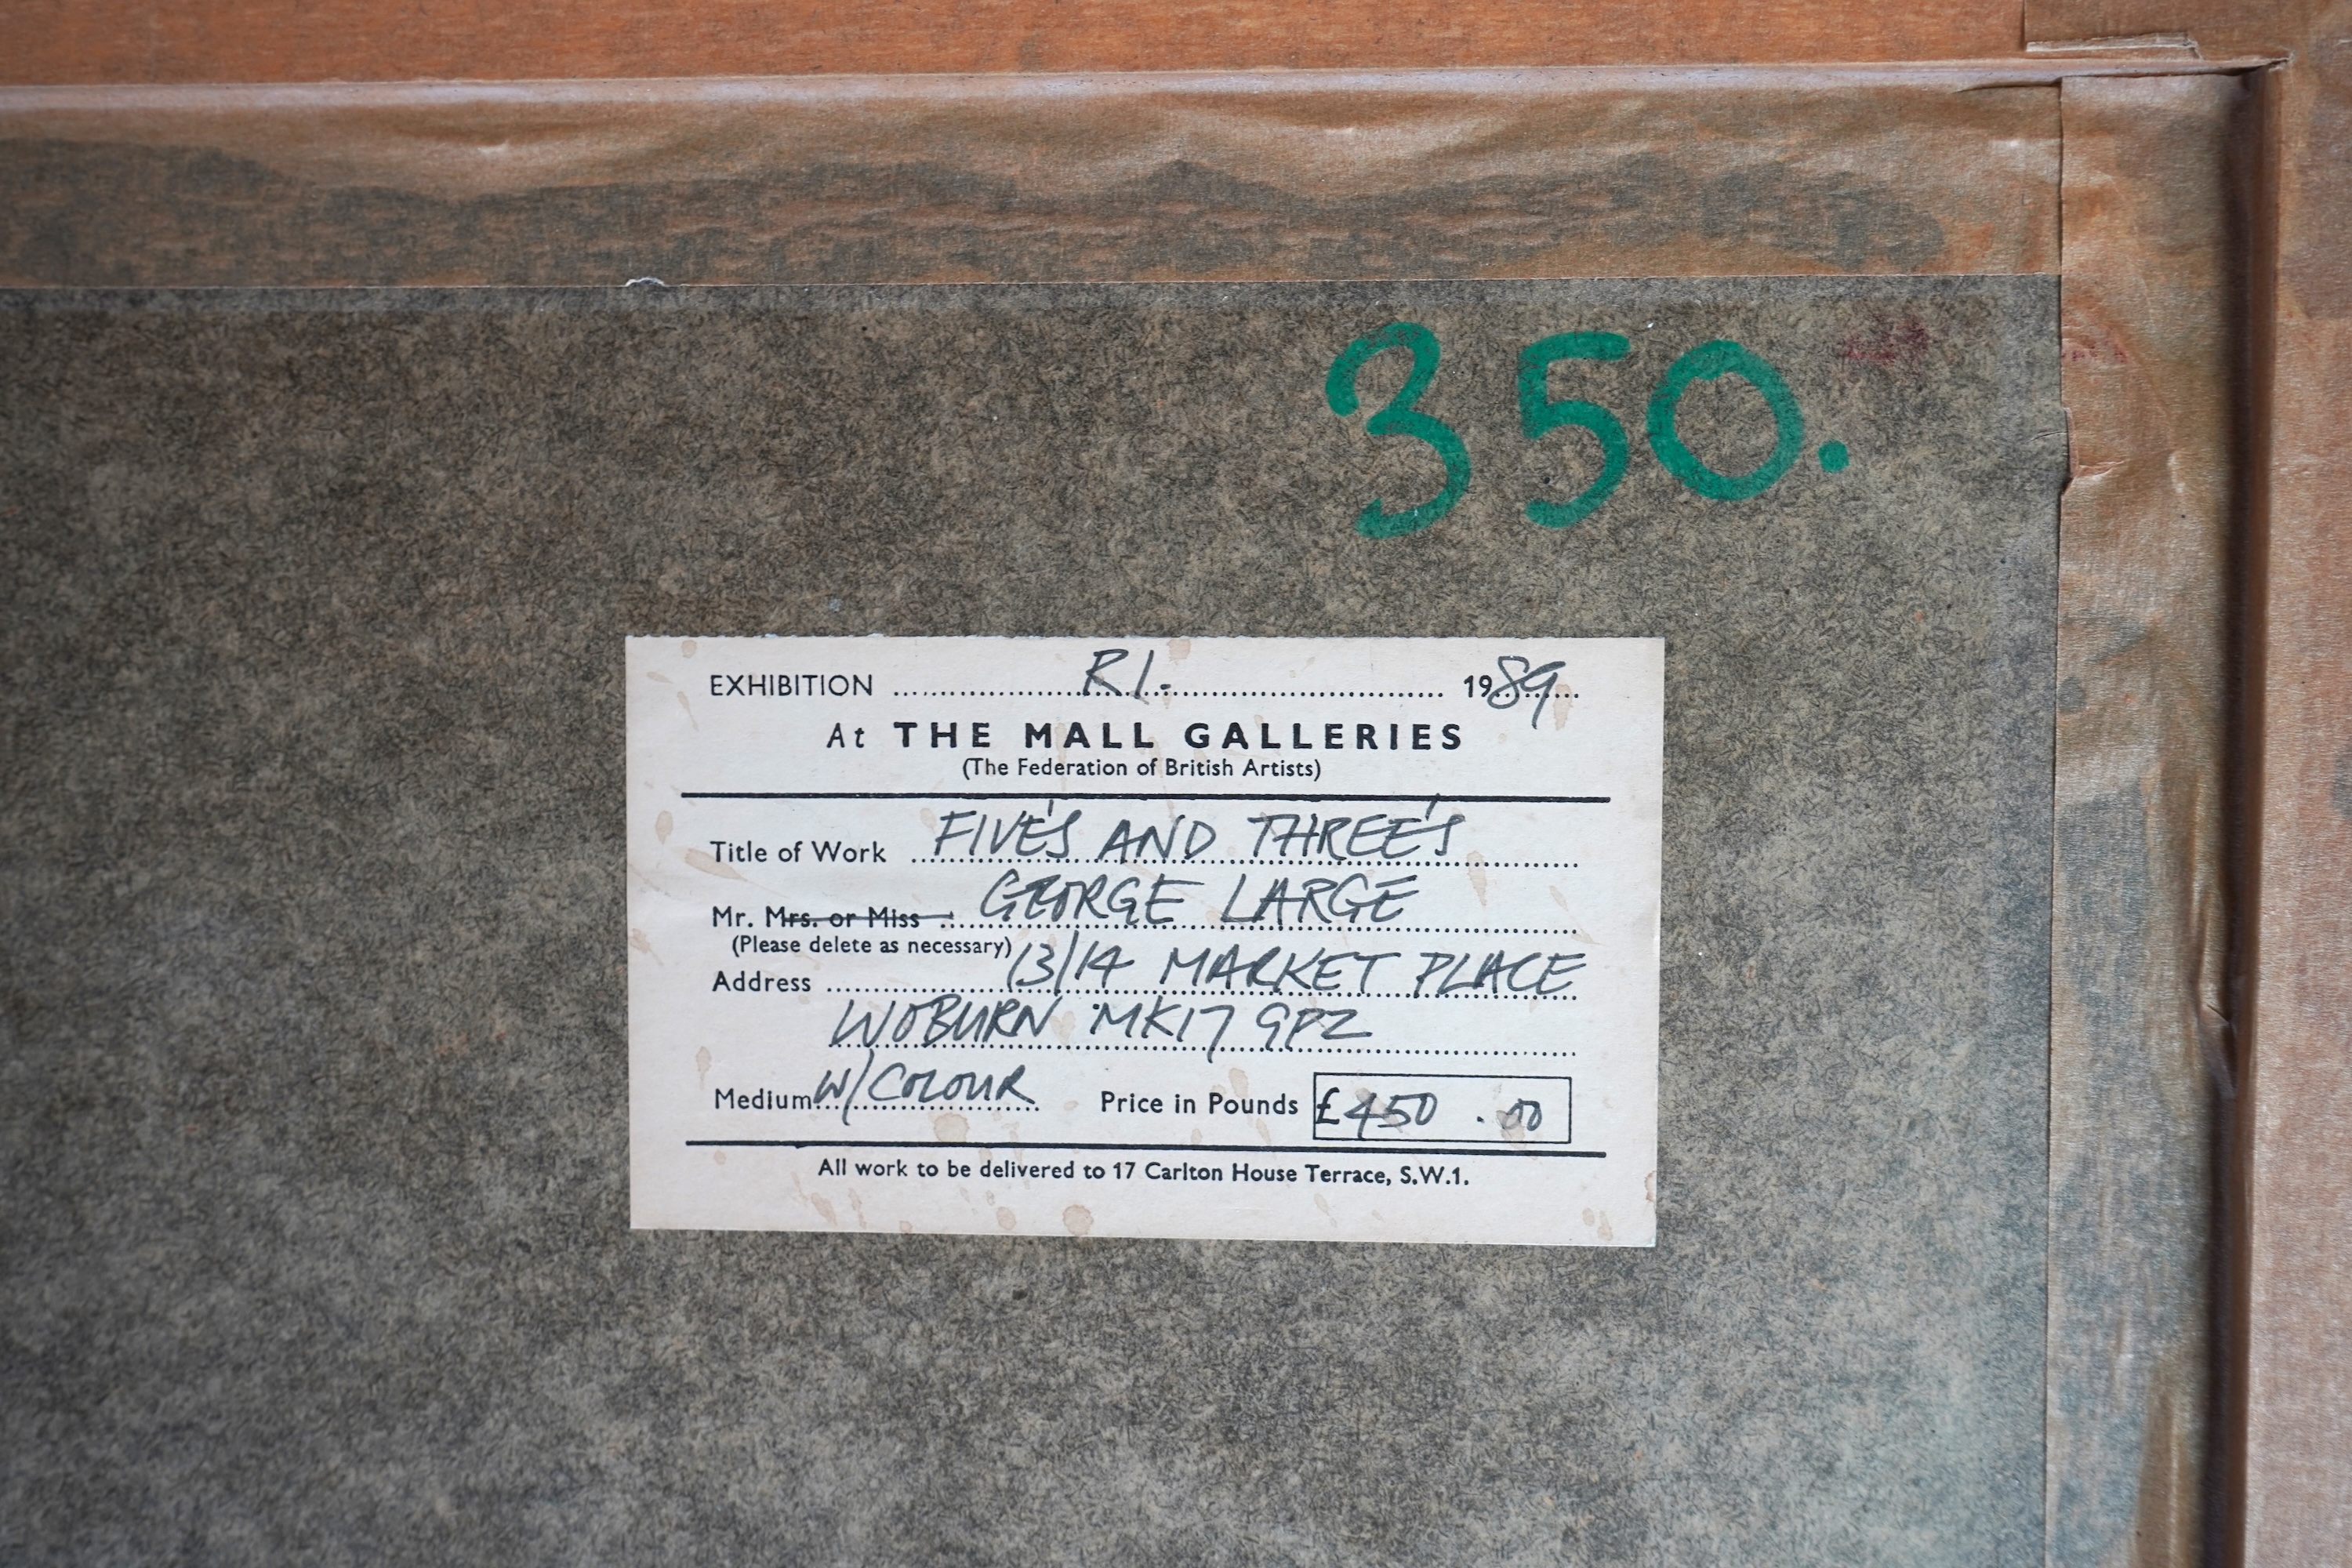 350.
EXHIBITION R I. 1989
At THE MALL GALLERIES
(The Federation of British Artists)
Title of Work FIVE'S AND THREE'S
Mr. Mrs. or Miss GEORGE LARGE
(Please delete as necessary)
Address 13/14 MARKET PLACE
WOBURN MK17 9PZ
Medium W/COLOUR Price in Pounds £450.00
All work to be delivered to 17 Carlton House Terrace, S.W.1.